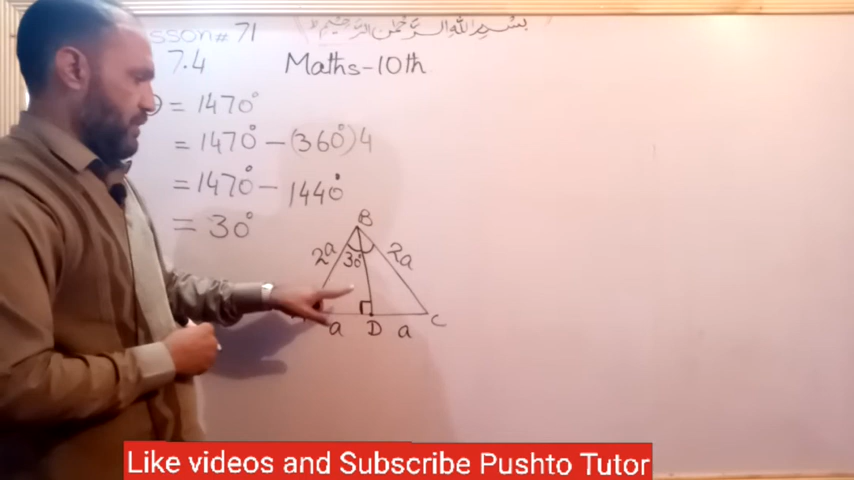 sson# 71
بسم الله الرحمن الرحيم
7.4 Maths-10th
θ = 1470°
= 1470° - (360°)4
= 1470° - 1440°
= 30°
B
2a 2a
30°
a D a C
Like videos and Subscribe Pushto Tutor